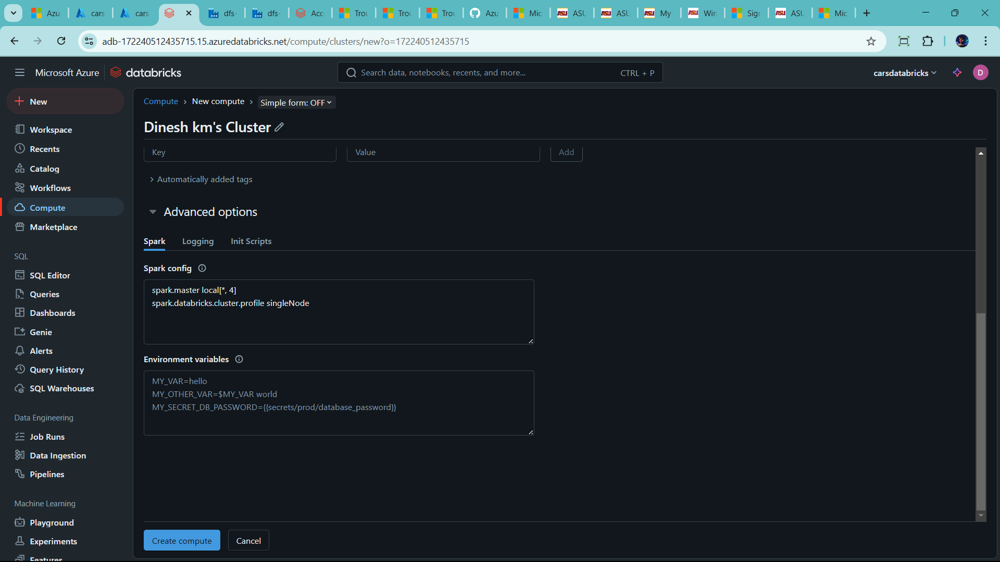 Azu
cars
cars
dfs-
dfs-
Acc
Trou
Trou
Trou
Azu
Mic
ASU
ASU
My
Win
Sign
ASU
Mic
adb-172240512435715.15.azuredatabricks.net/compute/clusters/new?o=172240512435715
Microsoft Azure
databricks
Search data, notebooks, recents, and more...
CTRL + P
carsdatabricks
D
New
Workspace
Recents
Catalog
Workflows
Compute
Marketplace
SQL
SQL Editor
Queries
Dashboards
Genie
Alerts
Query History
SQL Warehouses
Data Engineering
Job Runs
Data Ingestion
Pipelines
Machine Learning
Playground
Experiments
Features
Compute › New compute › Simple form: OFF
Dinesh km's Cluster
Key
Value
Add
Automatically added tags
Advanced options
Spark
Logging
Init Scripts
Spark config
spark.master local[*, 4]
spark.databricks.cluster.profile singleNode
Environment variables
MY_VAR=hello
MY_OTHER_VAR=$MY_VAR world
MY_SECRET_DB_PASSWORD={{secrets/prod/database_password}}
Create compute
Cancel